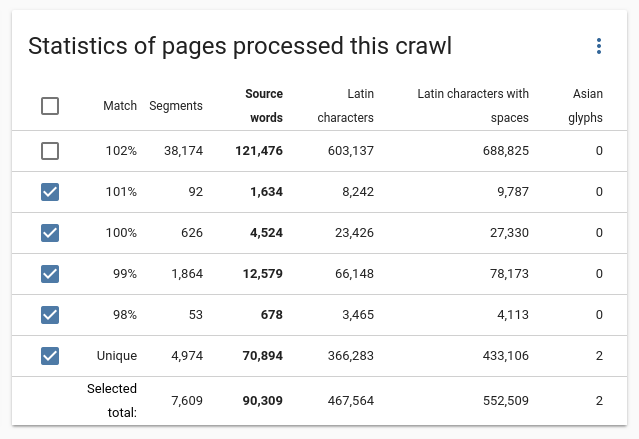 Statistics of pages processed this crawl
Match Segments Source words Latin characters Latin characters with spaces Asian glyphs
102% 38,174 121,476 603,137 688,825 0
101% 92 1,634 8,242 9,787 0
100% 626 4,524 23,426 27,330 0
99% 1,864 12,579 66,148 78,173 0
98% 53 678 3,465 4,113 0
Unique 4,974 70,894 366,283 433,106 2
Selected total: 7,609 90,309 467,564 552,509 2